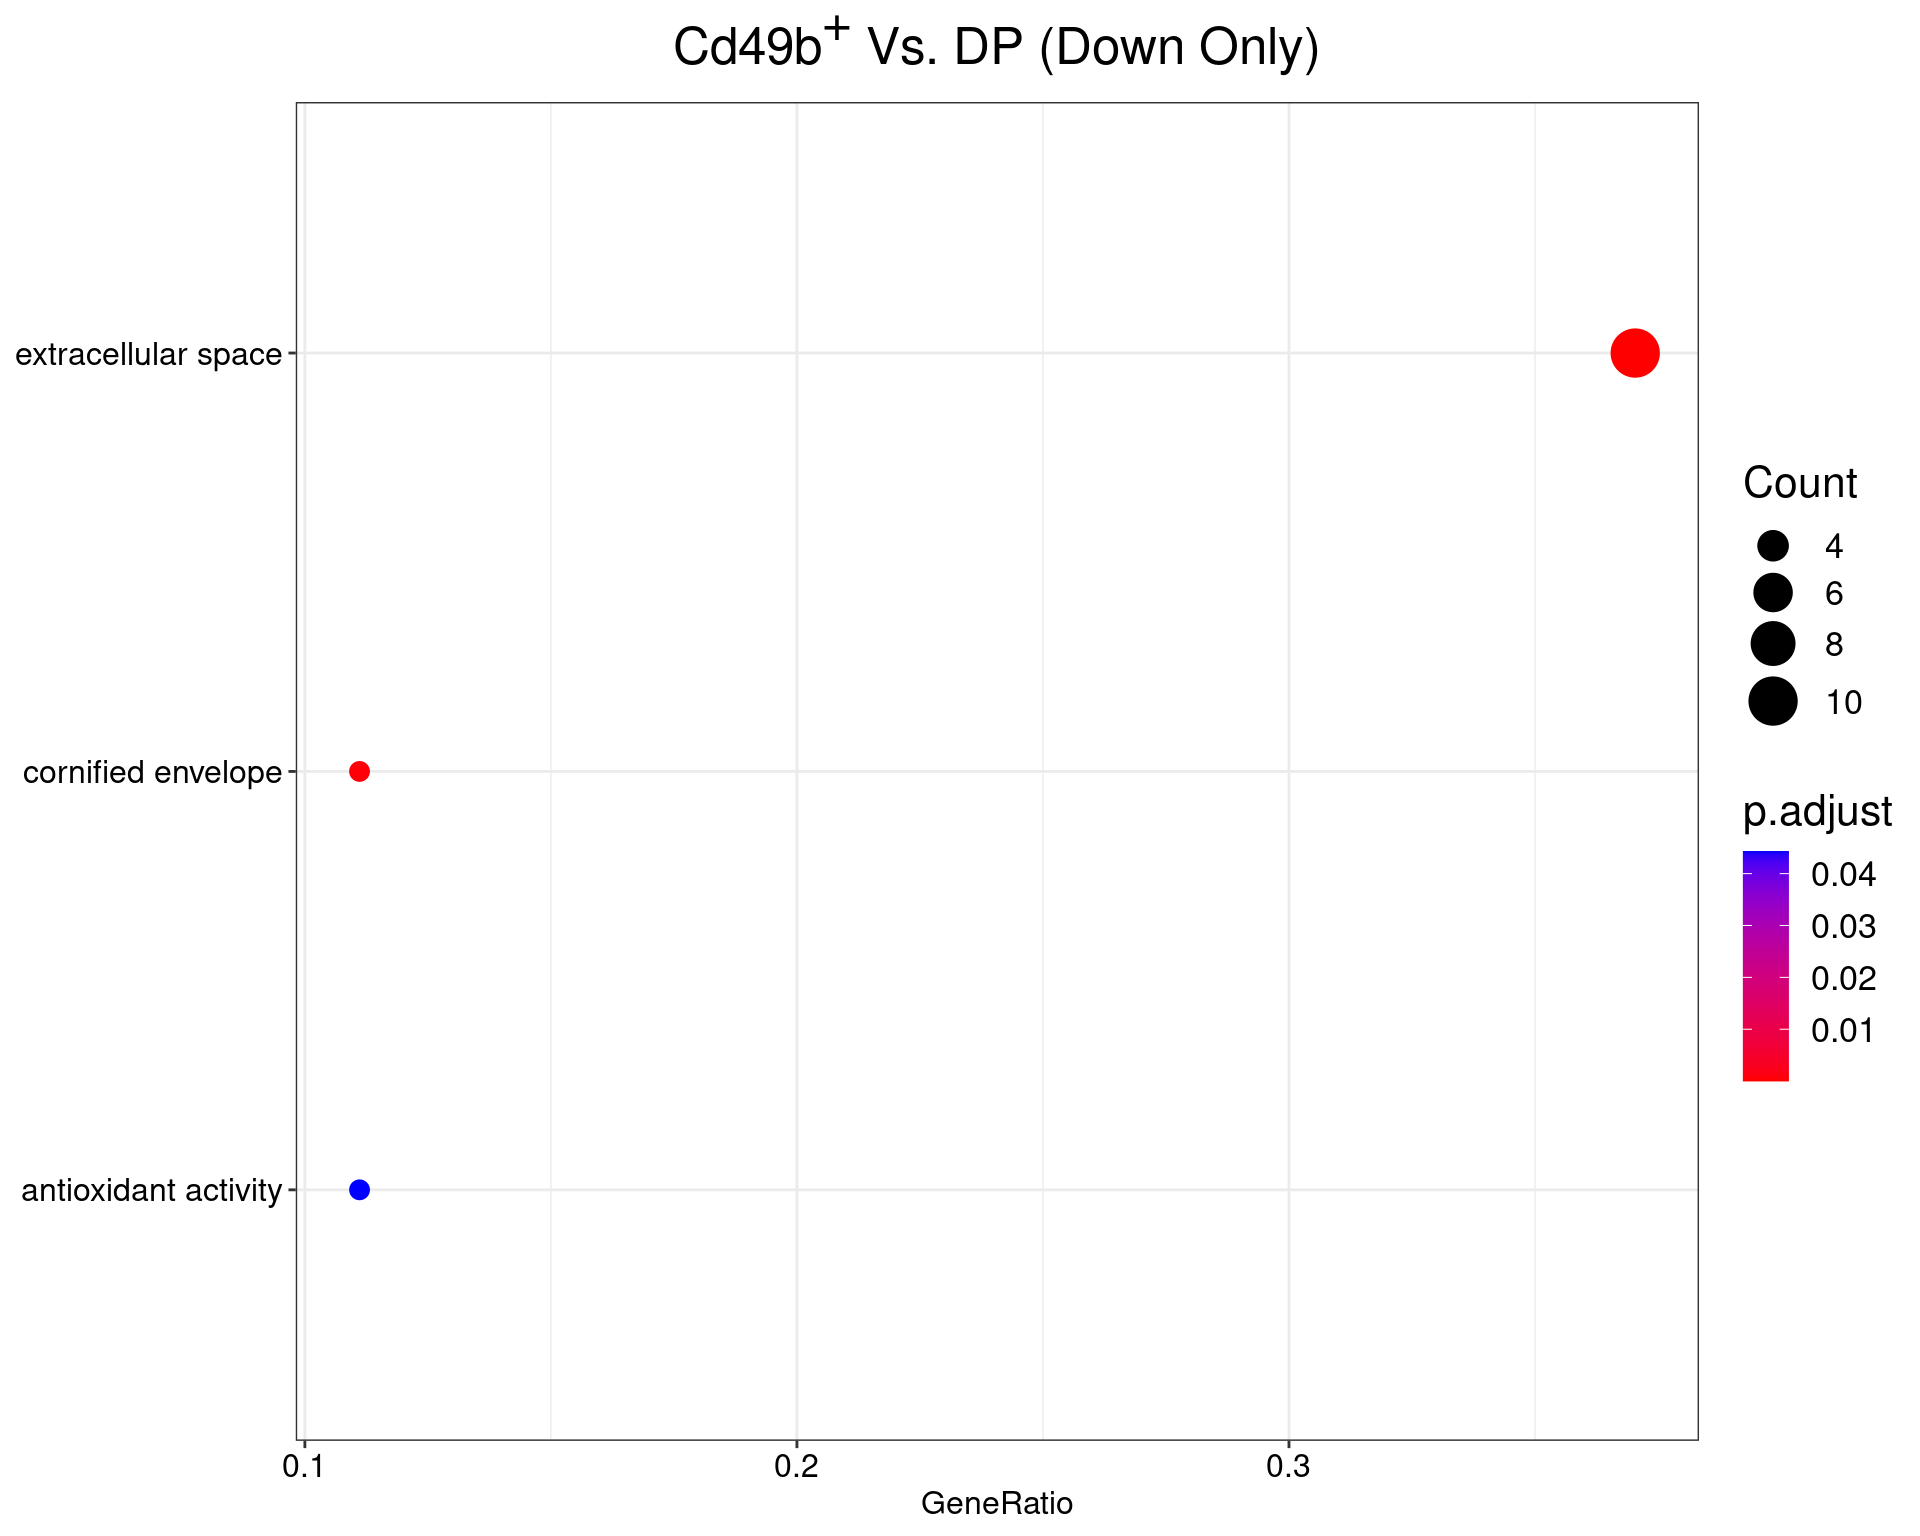 Cd49b+ Vs. DP (Down Only)
extracellular space
cornified envelope
antioxidant activity
0.1 0.2 0.3
GeneRatio
Count
4
6
8
10
p.adjust
0.04
0.03
0.02
0.01